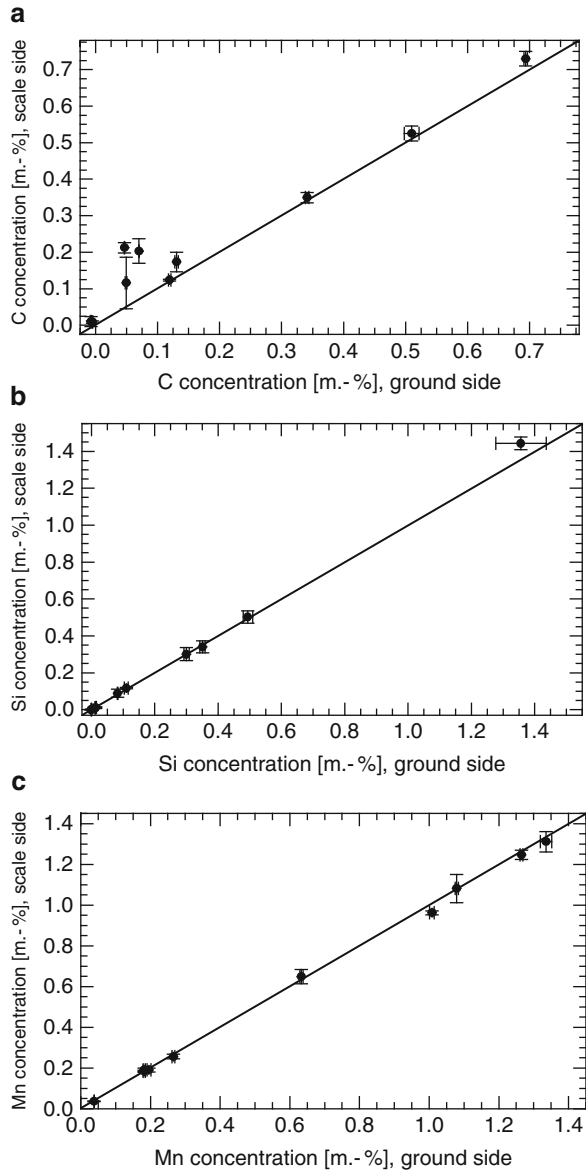 a
C concentration [m.-%], scale side
0.7
0.6
0.5
0.4
0.3
0.2
0.1
0.0
0.0 0.1 0.2 0.3 0.4 0.5 0.6 0.7
C concentration [m.-%], ground side
b
Si concentration [m.-%], scale side
1.4
1.2
1.0
0.8
0.6
0.4
0.2
0.0
0.0 0.2 0.4 0.6 0.8 1.0 1.2 1.4
Si concentration [m.-%], ground side
c
Mn concentration [m.-%], scale side
1.4
1.2
1.0
0.8
0.6
0.4
0.2
0.0
0.0 0.2 0.4 0.6 0.8 1.0 1.2 1.4
Mn concentration [m.-%], ground side